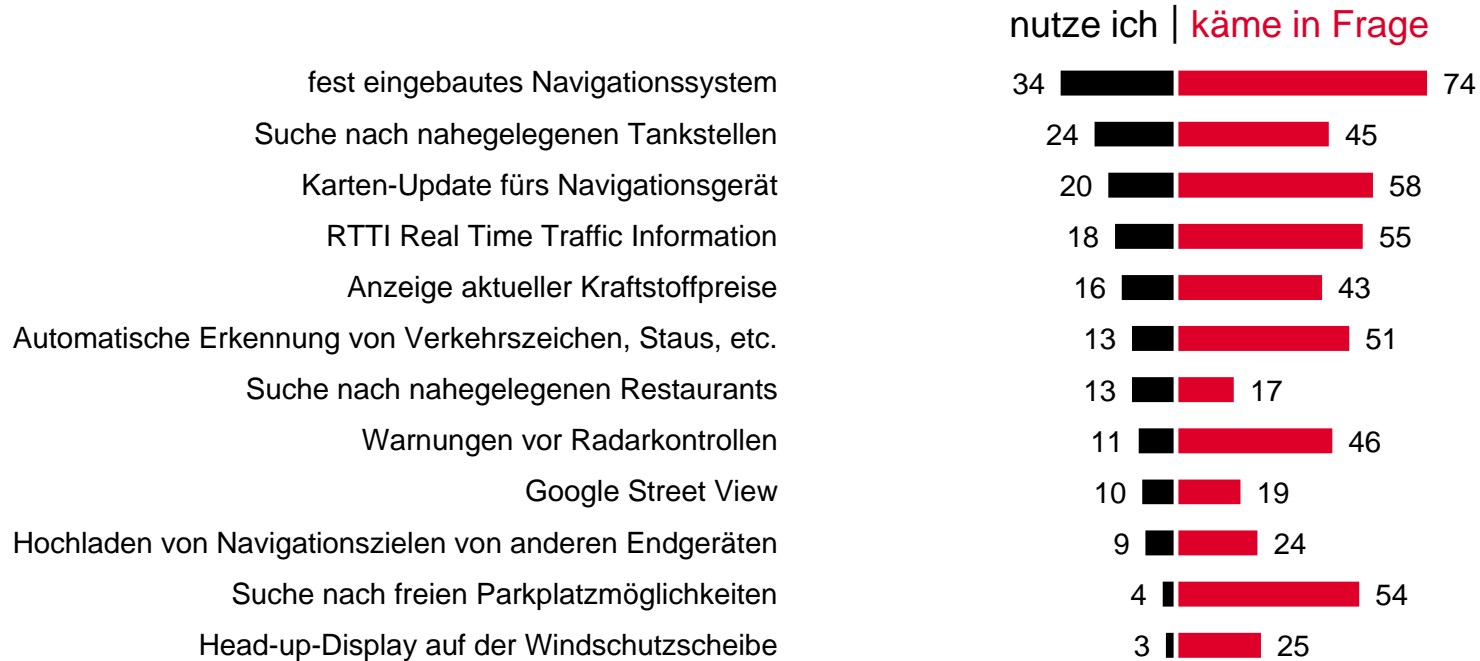 nutze ich | käme in Frage
fest eingebautes Navigationssystem 34 74
Suche nach nahegelegenen Tankstellen 24 45
Karten-Update fürs Navigationsgerät 20 58
RTTI Real Time Traffic Information 18 55
Anzeige aktueller Kraftstoffpreise 16 43
Automatische Erkennung von Verkehrszeichen, Staus, etc. 13 51
Suche nach nahegelegenen Restaurants 13 17
Warnungen vor Radarkontrollen 11 46
Google Street View 10 19
Hochladen von Navigationszielen von anderen Endgeräten 9 24
Suche nach freien Parkplatzmöglichkeiten 4 54
Head-up-Display auf der Windschutzscheibe 3 25